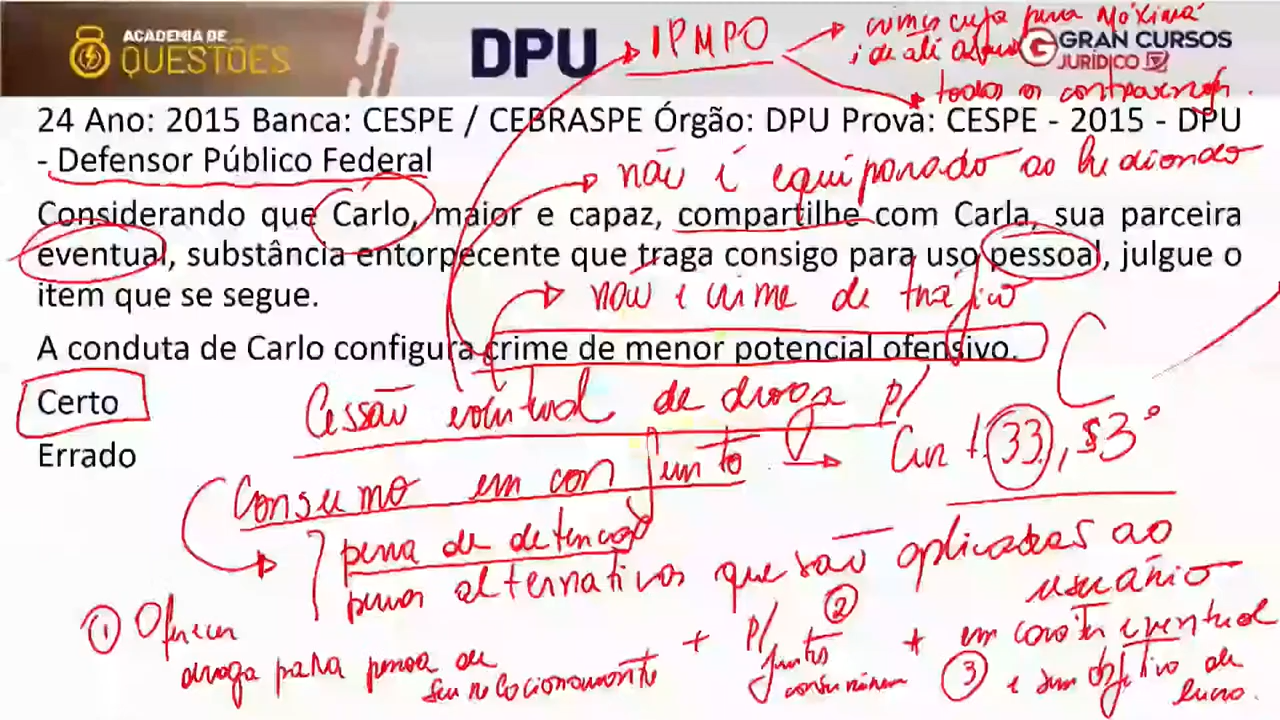 ACADEMIA DE
QUESTÕES
DPU
IPMPO
crimes cuja pena Máxima
GRAN CURSOS
JURÍDICO
todas as contravenções.
24 Ano: 2015 Banca: CESPE / CEBRASPE Órgão: DPU Prova: CESPE - 2015 - DPU
- Defensor Público Federal
não é equiparado ao hediondo
Considerando que Carlo, maior e capaz, compartilhe com Carla, sua parceira
eventual, substância entorpecente que traga consigo para uso pessoal, julgue o
item que se segue.
não é crime de tráfico
A conduta de Carlo configura crime de menor potencial ofensivo.
Certo
Cessão eventual de droga p/
Errado
Consumo em conjunto → art. 33, §3º
pena de detenção
penas alternativas que são aplicadas ao
usuário
① Oferecer
droga para pessoa de
seu relacionamento
+ p/ ②
juntos
consumirem
+ em caráter eventual
③ e sem objetivo de
lucro.